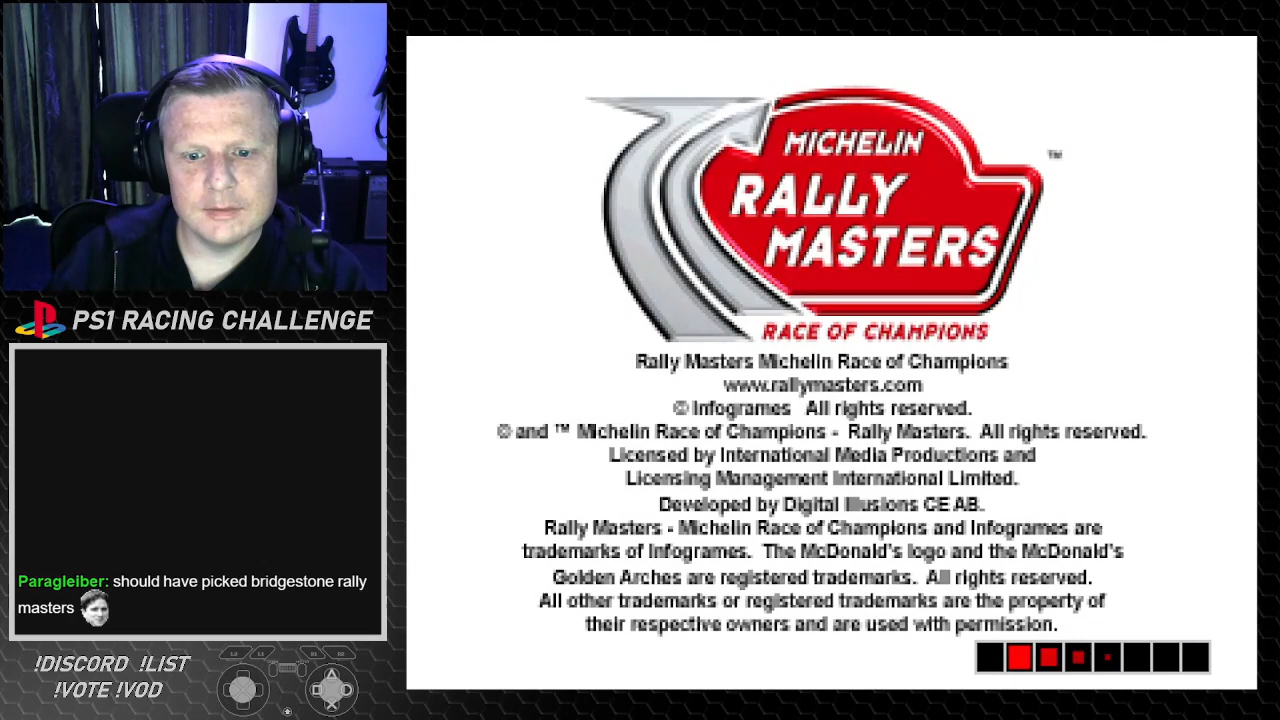 PS1 RACING CHALLENGE
Paragleiber: should have picked bridgestone rally
masters
!DISCORD !LIST
!VOTE !VOD
L2 L1 R1 R2
MICHELIN
RALLY
MASTERS
TM
RACE OF CHAMPIONS
Rally Masters Michelin Race of Champions
www.rallymasters.com
© Infogrames All rights reserved.
© and ™ Michelin Race of Champions - Rally Masters. All rights reserved.
Licensed by International Media Productions and
Licensing Management International Limited.
Developed by Digital Illusions CE AB.
Rally Masters - Michelin Race of Champions and Infogrames are
trademarks of Infogrames. The McDonald's logo and the McDonald's
Golden Arches are registered trademarks. All rights reserved.
All other trademarks or registered trademarks are the property of
their respective owners and are used with permission.